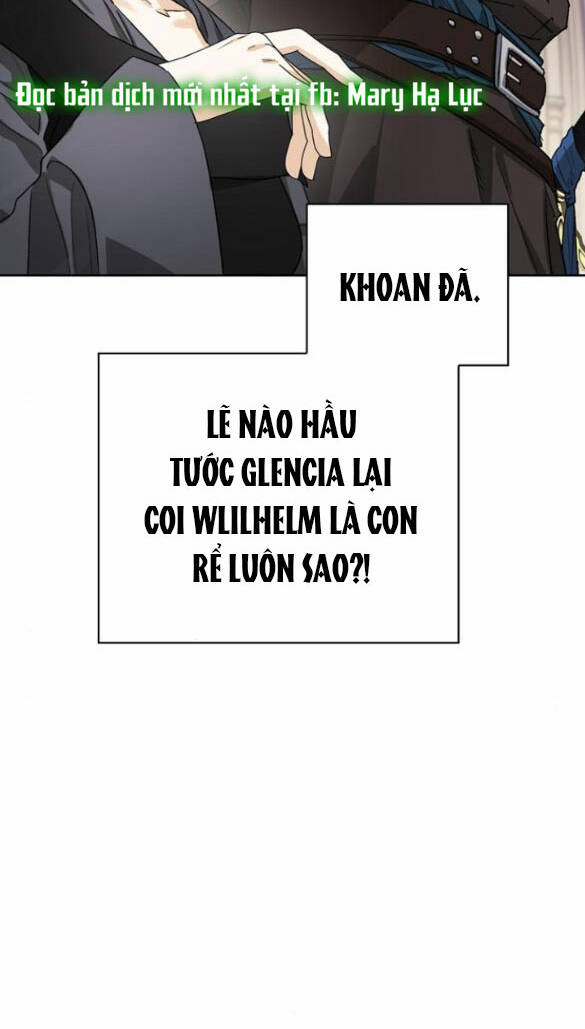 Đọc bản dịch mới nhất tại fb: Mary Hạ Lục
KHOAN ĐÃ.
LẼ NÀO HẦU
TƯỚC GLENCIA LẠI
COI WLILHELM LÀ CON
RỂ LUÔN SAO?!